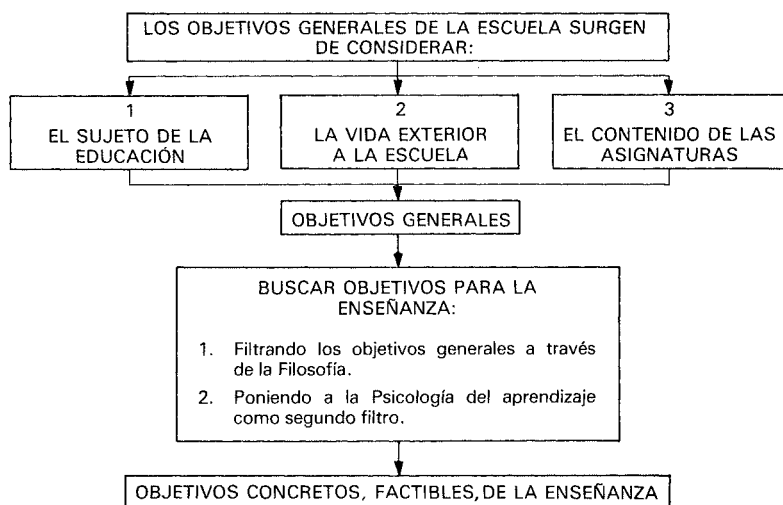 LOS OBJETIVOS GENERALES DE LA ESCUELA SURGEN
DE CONSIDERAR:
1
EL SUJETO DE LA
EDUCACIÓN
2
LA VIDA EXTERIOR
A LA ESCUELA
3
EL CONTENIDO DE LAS
ASIGNATURAS
OBJETIVOS GENERALES
BUSCAR OBJETIVOS PARA LA
ENSEÑANZA:
1. Filtrando los objetivos generales a través
de la Filosofía.
2. Poniendo a la Psicología del aprendizaje
como segundo filtro.
OBJETIVOS CONCRETOS, FACTIBLES, DE LA ENSEÑANZA